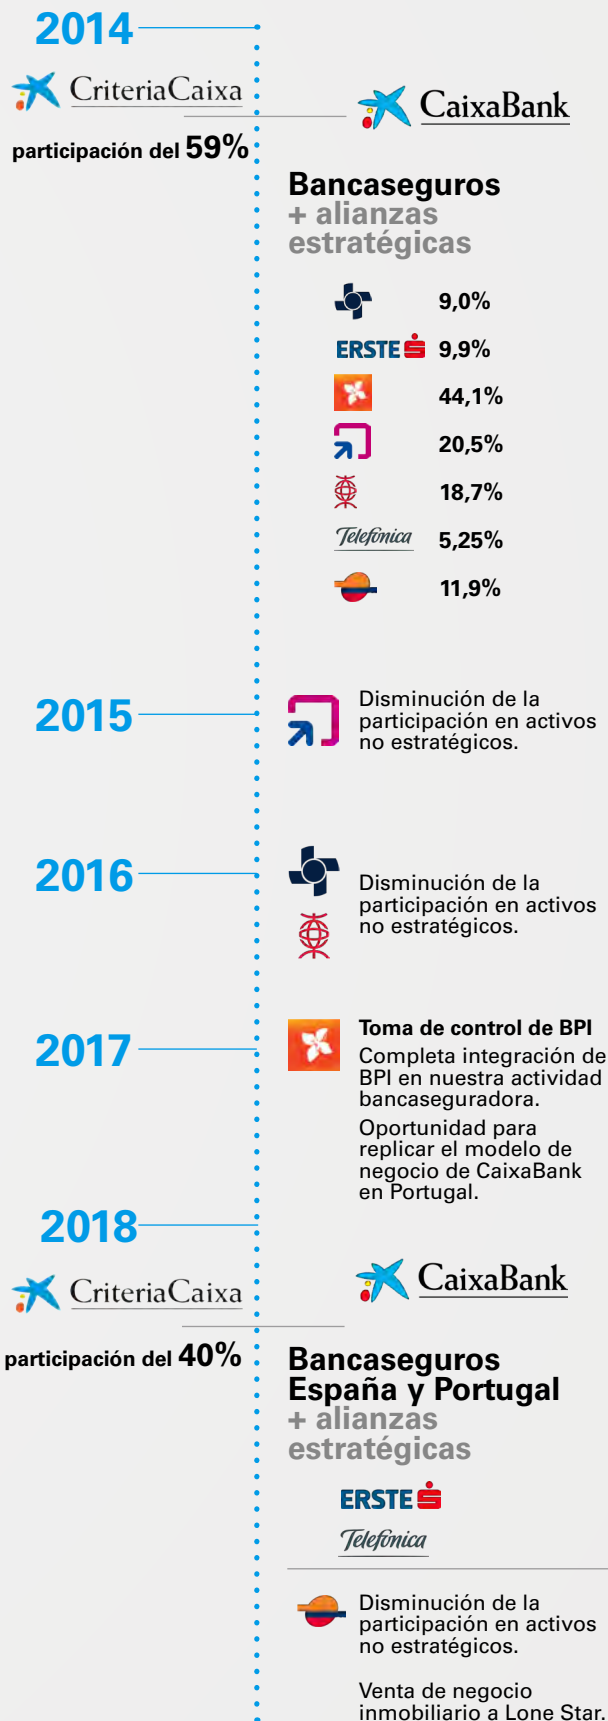 2014
CriteriaCaixa
CaixaBank
participación del 59%
Bancaseguros
+ alianzas
estratégicas
9,0%
ERSTE 9,9%
44,1%
20,5%
18,7%
Telefónica 5,25%
11,9%
2015
Disminución de la
participación en activos
no estratégicos.
2016
Disminución de la
participación en activos
no estratégicos.
2017
Toma de control de BPI
Completa integración de
BPI en nuestra actividad
bancaseguradora.
Oportunidad para
replicar el modelo de
negocio de CaixaBank
en Portugal.
2018
CriteriaCaixa
CaixaBank
participación del 40%
Bancaseguros
España y Portugal
+ alianzas
estratégicas
ERSTE
Telefónica
Disminución de la
participación en activos
no estratégicos.
Venta de negocio
inmobiliario a Lone Star.